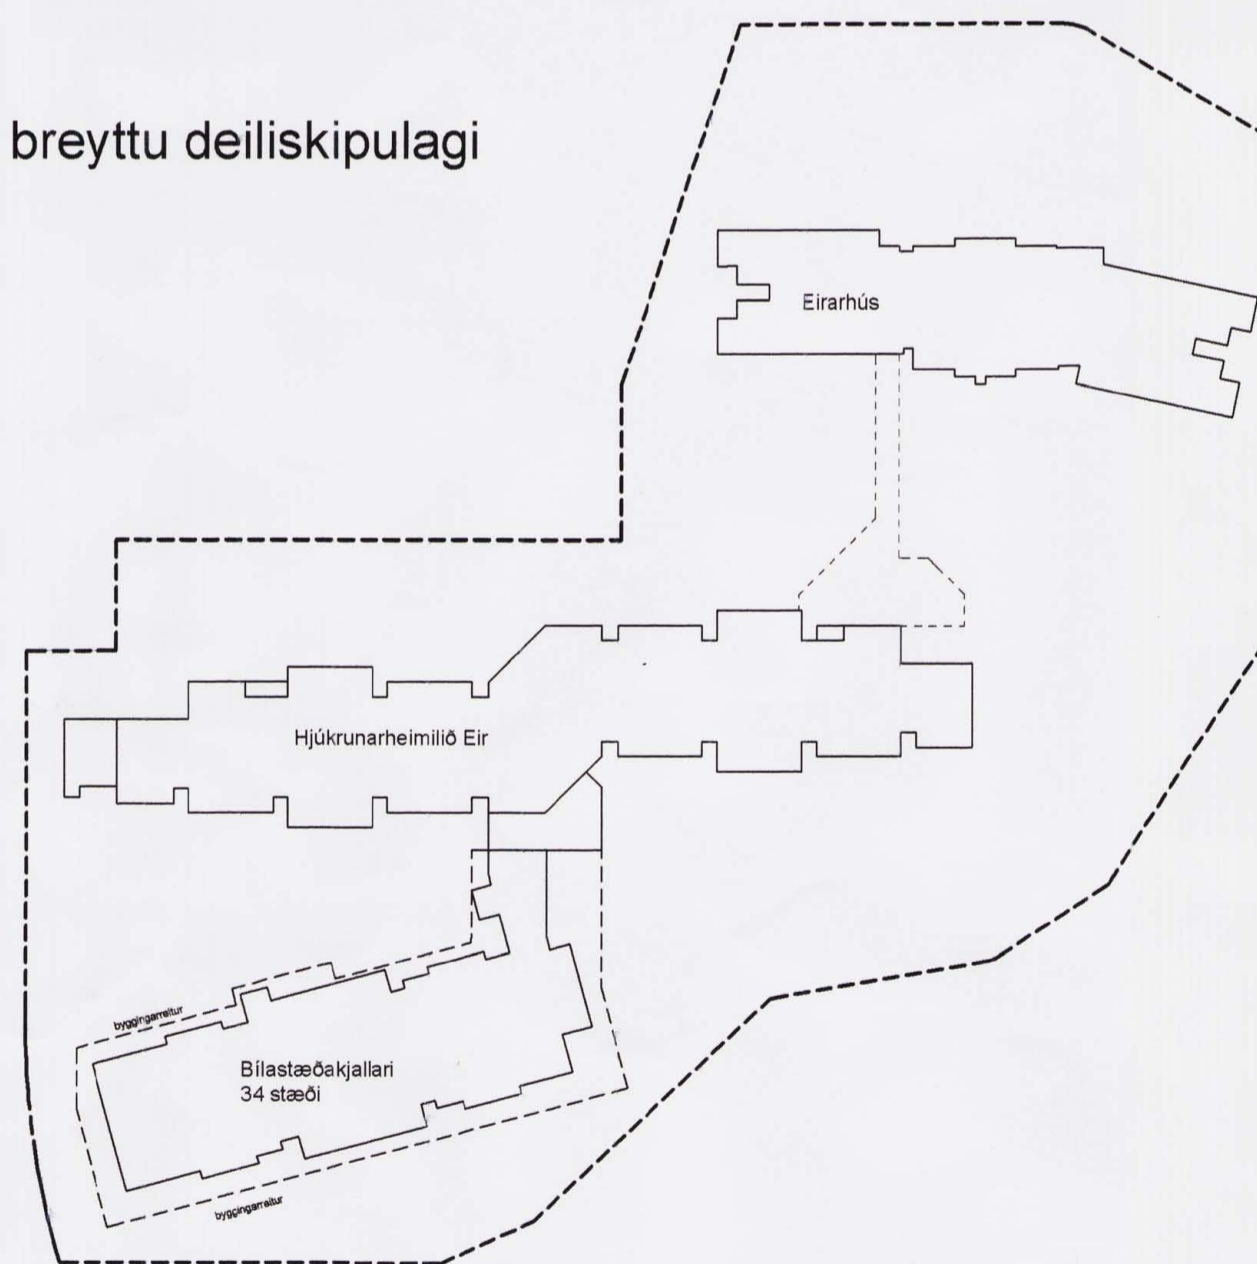 breyttu deiliskipulagi
Eirarhús
Hjúkrunarheimilið Eir
byggingarreitur
Bílastæðakjallari
34 stæði
byggingarreitur